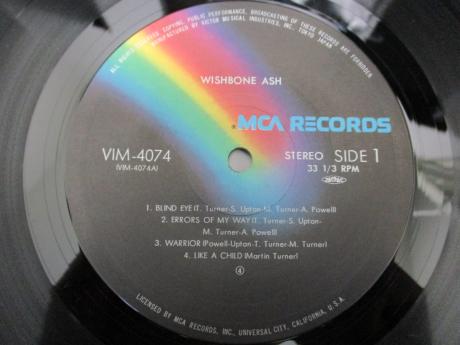 ALL RIGHTS RESERVED COPYING, PUBLIC PERFORMANCE, BROADCASTING OF THESE RECORDS ARE FORBIDDEN.
MANUFACTURED BY VICTOR MUSICAL INDUSTRIES, INC. TOKYO JAPAN
WISHBONE ASH
MCA RECORDS
VIM-4074
(VIM-4074A)
STEREO SIDE 1
33 1/3 RPM
1. BLIND EYE(T. Turner-S. Upton-M. Turner-A. Powell)
2. ERRORS OF MY WAY(T. Turner-S. Upton-
M. Turner-A. Powell)
3. WARRIOR(Powell-Upton-T. Turner-M. Turner)
4. LIKE A CHILD(Martin Turner)
④
LICENSED BY MCA RECORDS, INC., UNIVERSAL CITY, CALIFORNIA, U.S.A.